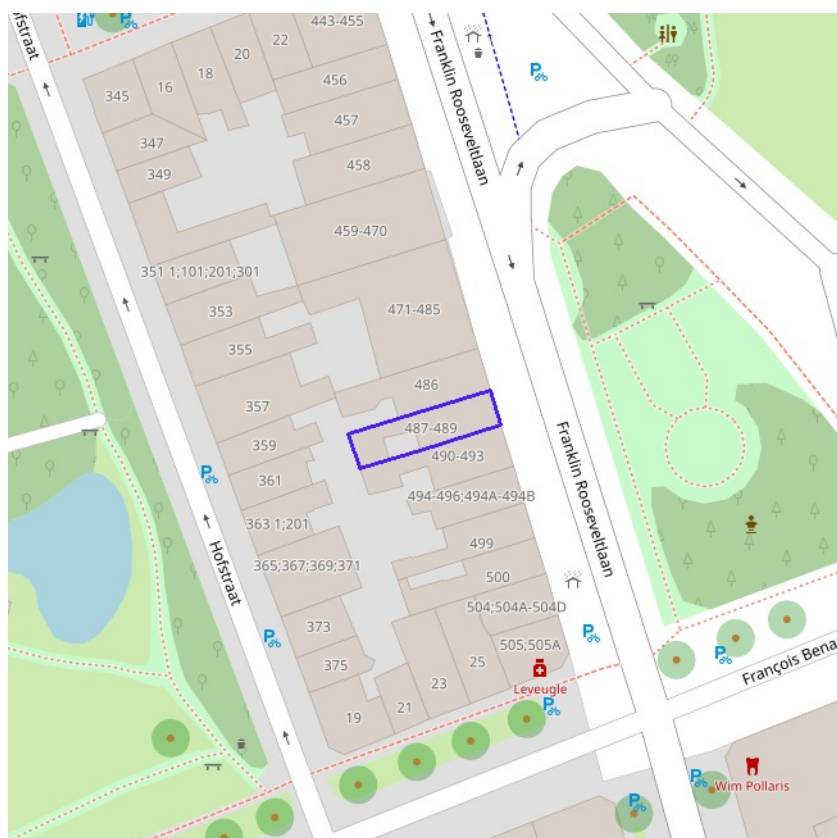 ofstraat
443-455
22
20
18
16
345
456
457
458
347
349
Franklin Rooseveltlaan
459-470
351 1;101;201;301
353
471-485
355
486
357
487-489
490-493
359
361
494-496;494A-494B
363 1;201
499
365;367;369;371
500
504;504A-504D
Franklin Rooseveltlaan
Hofstraat
373
375
505;505A
25
23
21
19
Leveugle
François Bena
Wim Pollaris
P
P
P
P
P
P
P
P
P